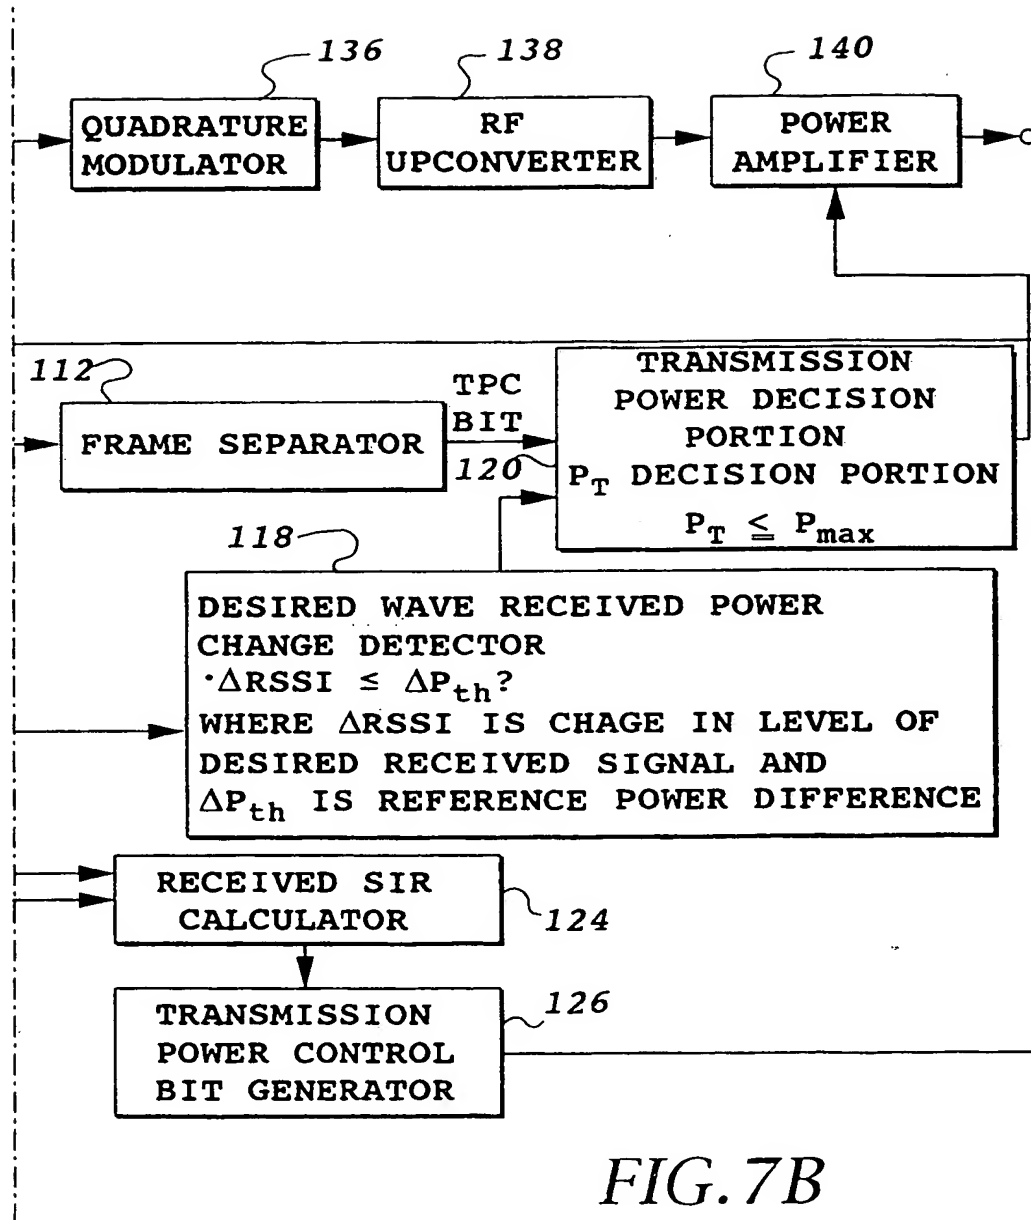 136
138
140
QUADRATURE
MODULATOR
RF
UPCONVERTER
POWER
AMPLIFIER
112
TPC
BIT
FRAME SEPARATOR
120
TRANSMISSION
POWER DECISION
PORTION
PT DECISION PORTION
PT ≦ Pmax
118
DESIRED WAVE RECEIVED POWER
CHANGE DETECTOR
·ΔRSSI ≤ ΔPth?
WHERE ΔRSSI IS CHAGE IN LEVEL OF
DESIRED RECEIVED SIGNAL AND
ΔPth IS REFERENCE POWER DIFFERENCE
RECEIVED SIR
CALCULATOR
124
TRANSMISSION
POWER CONTROL
BIT GENERATOR
126
FIG. 7B